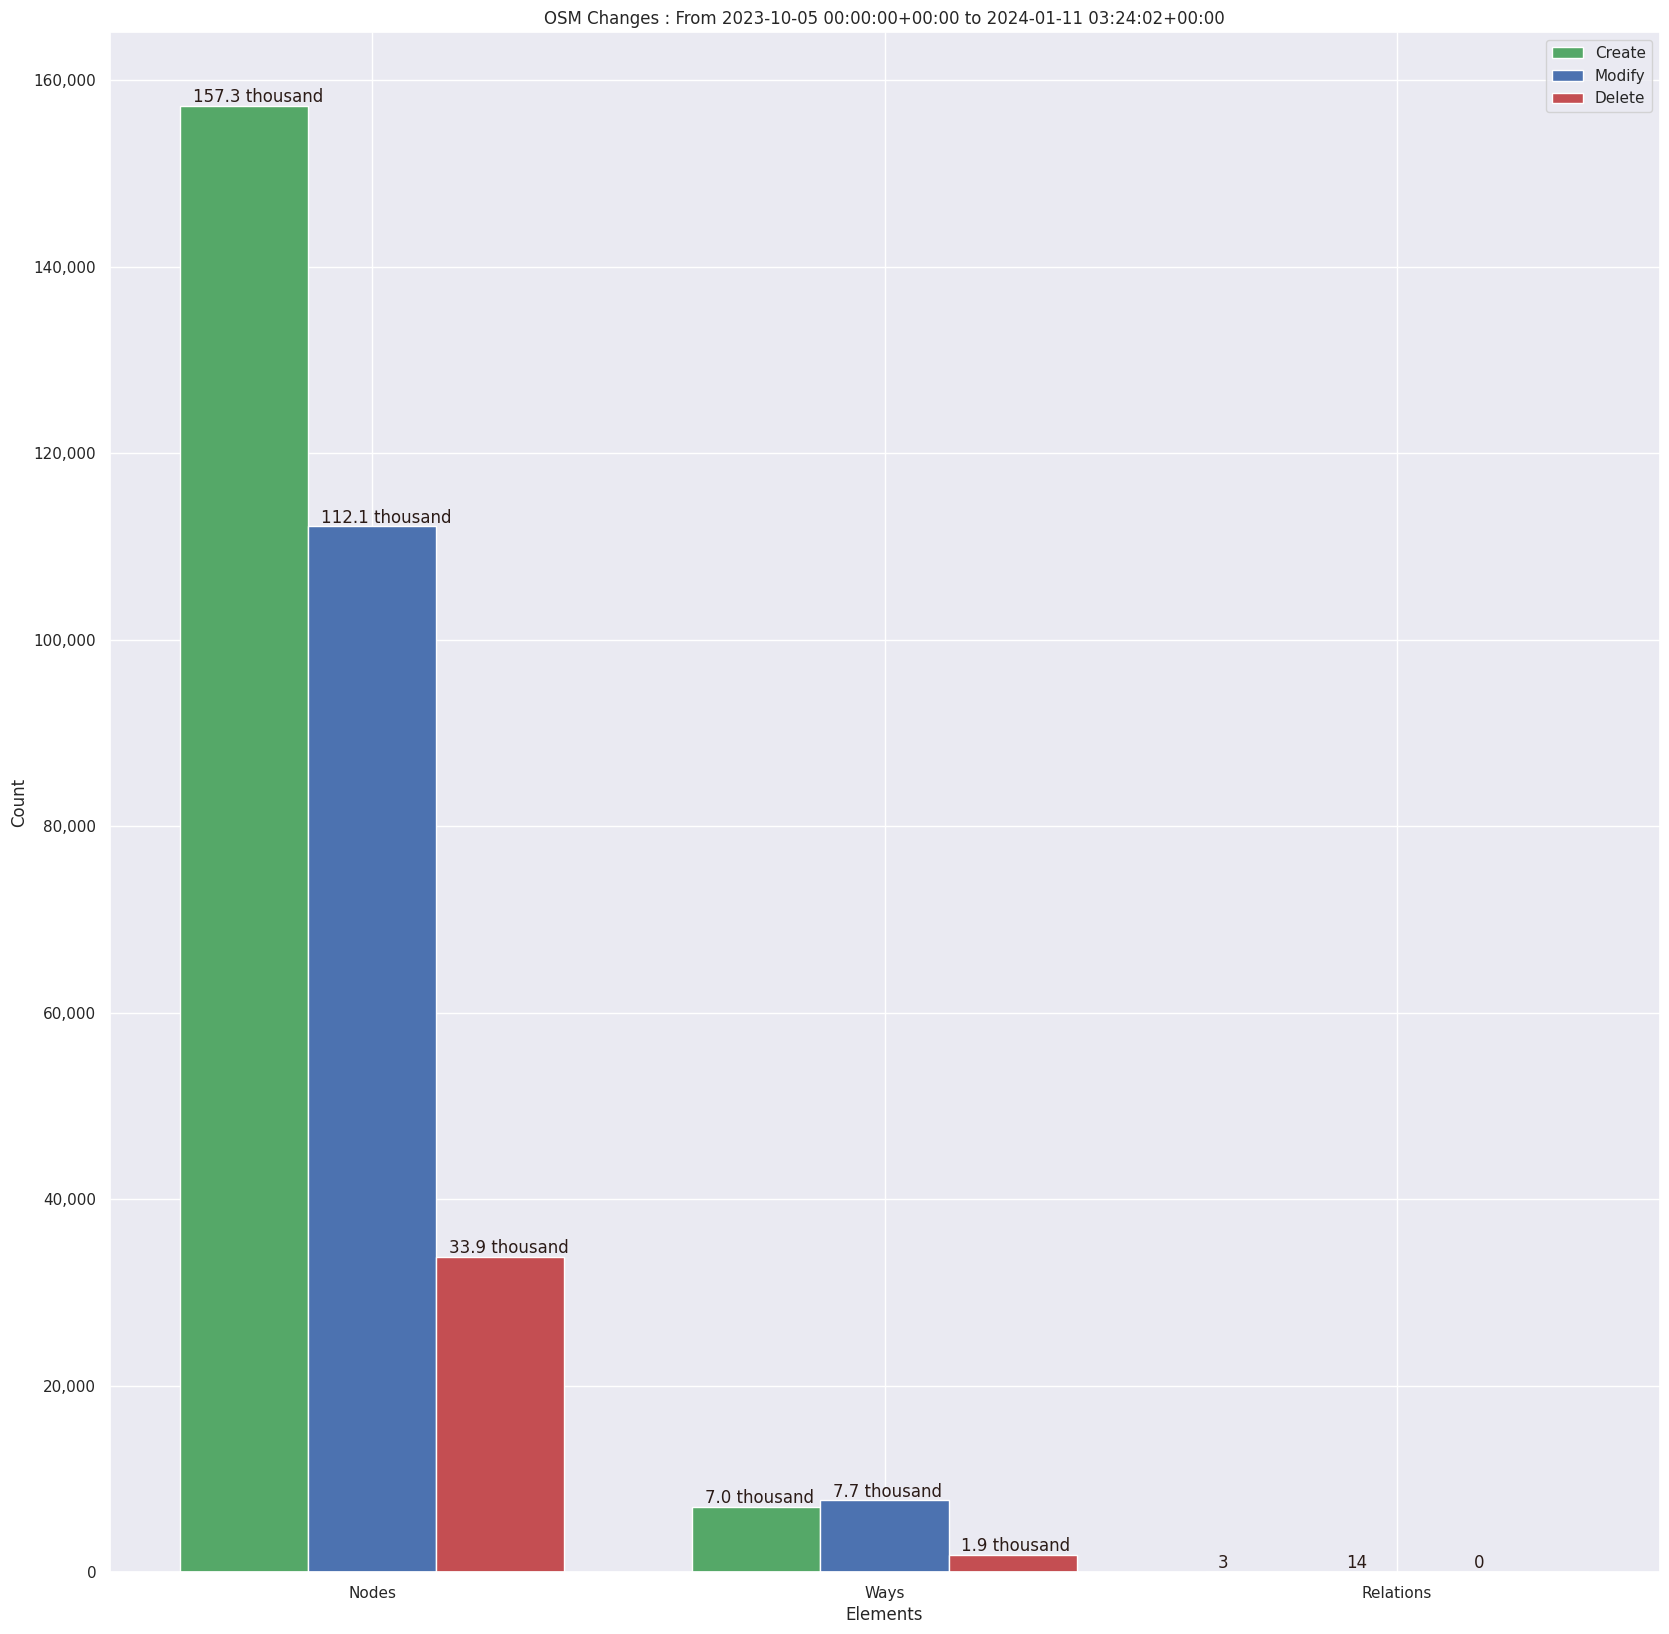 OSM Changes : From 2023-10-05 00:00:00+00:00 to 2024-01-11 03:24:02+00:00
Create
Modify
Delete
160,000
140,000
120,000
100,000
80,000
60,000
40,000
20,000
0
Count
157.3 thousand
112.1 thousand
33.9 thousand
7.0 thousand
7.7 thousand
1.9 thousand
3
14
0
Nodes
Ways
Relations
Elements